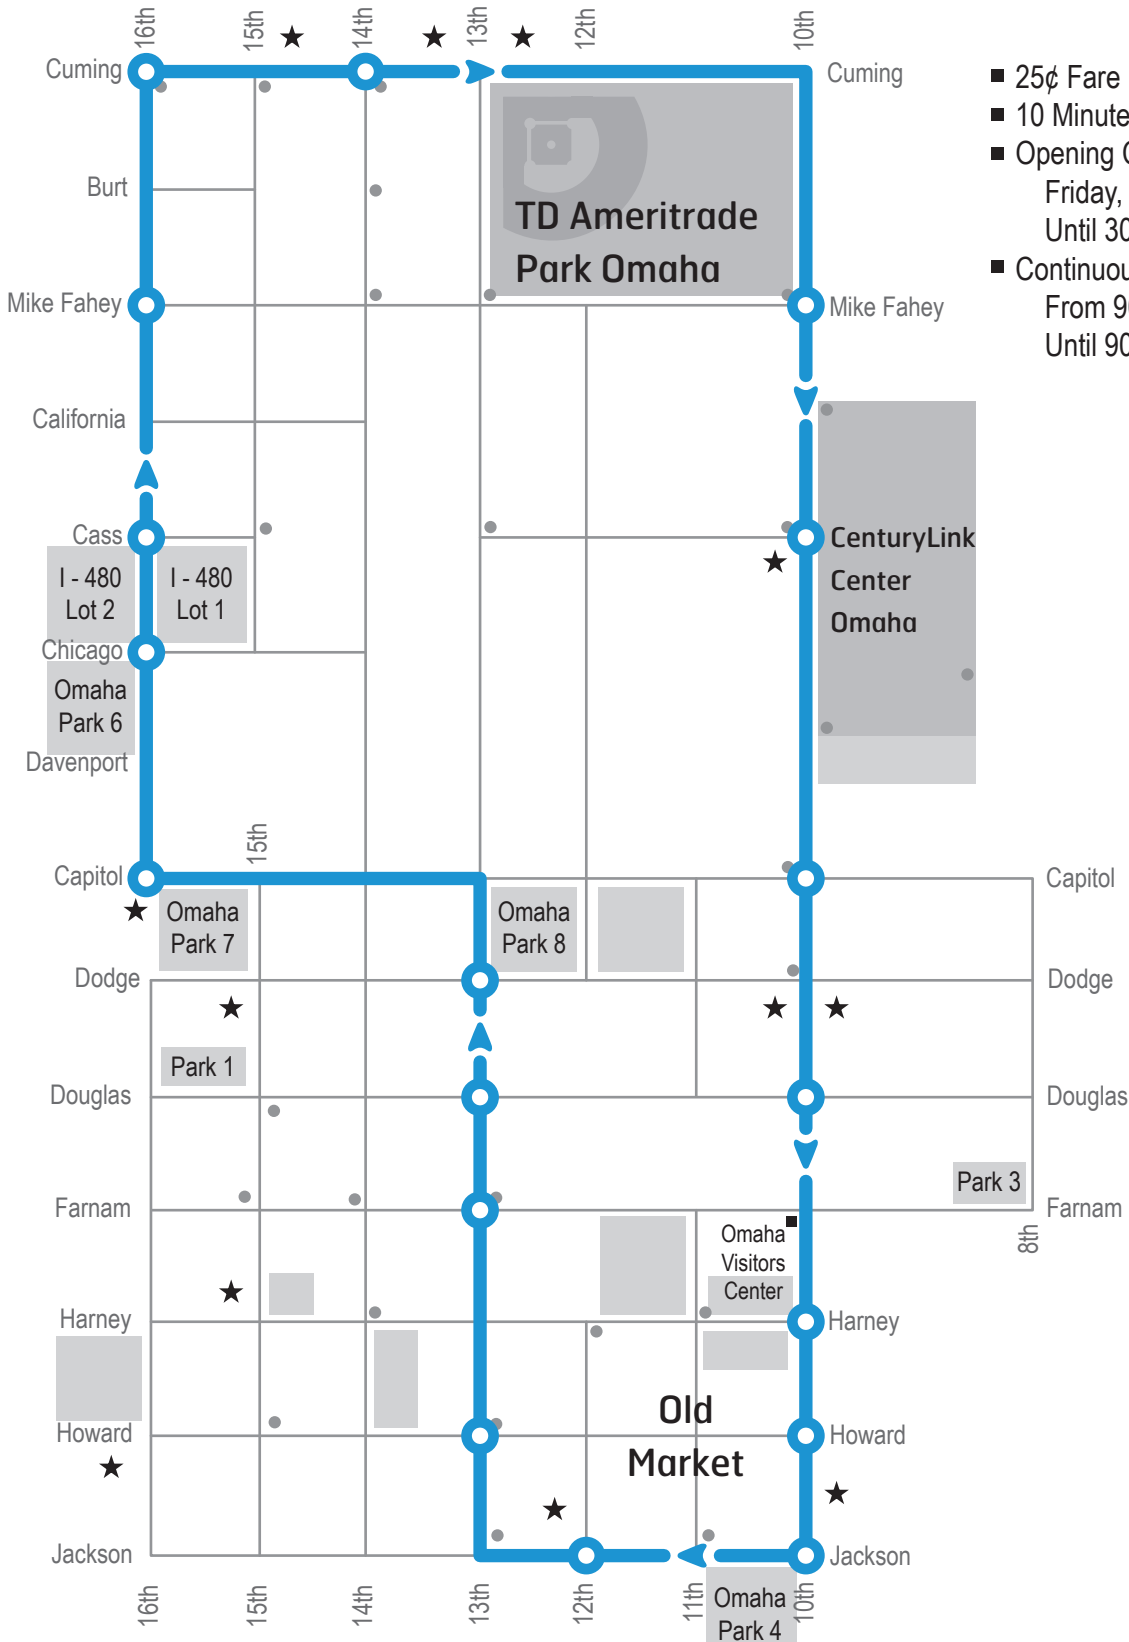 16th
15th
14th
13th
12th
10th
Cuming
Cuming
25¢ Fare
10 Minute
Opening
Friday,
Until 30
Continuou
From 90
Until 90
Burt
TD Ameritrade
Park Omaha
Mike Fahey
Mike Fahey
California
Cass
CenturyLink
Center
Omaha
I - 480
Lot 2
I - 480
Lot 1
Chicago
Omaha
Park 6
Davenport
15th
Capitol
Capitol
Omaha
Park 7
Omaha
Park 8
Dodge
Dodge
Park 1
Douglas
Douglas
Park 3
Farnam
Farnam
8th
Omaha
Visitors
Center
Harney
Harney
Old
Market
Howard
Howard
Jackson
Jackson
16th
15th
14th
13th
12th
11th
10th
Omaha
Park 4